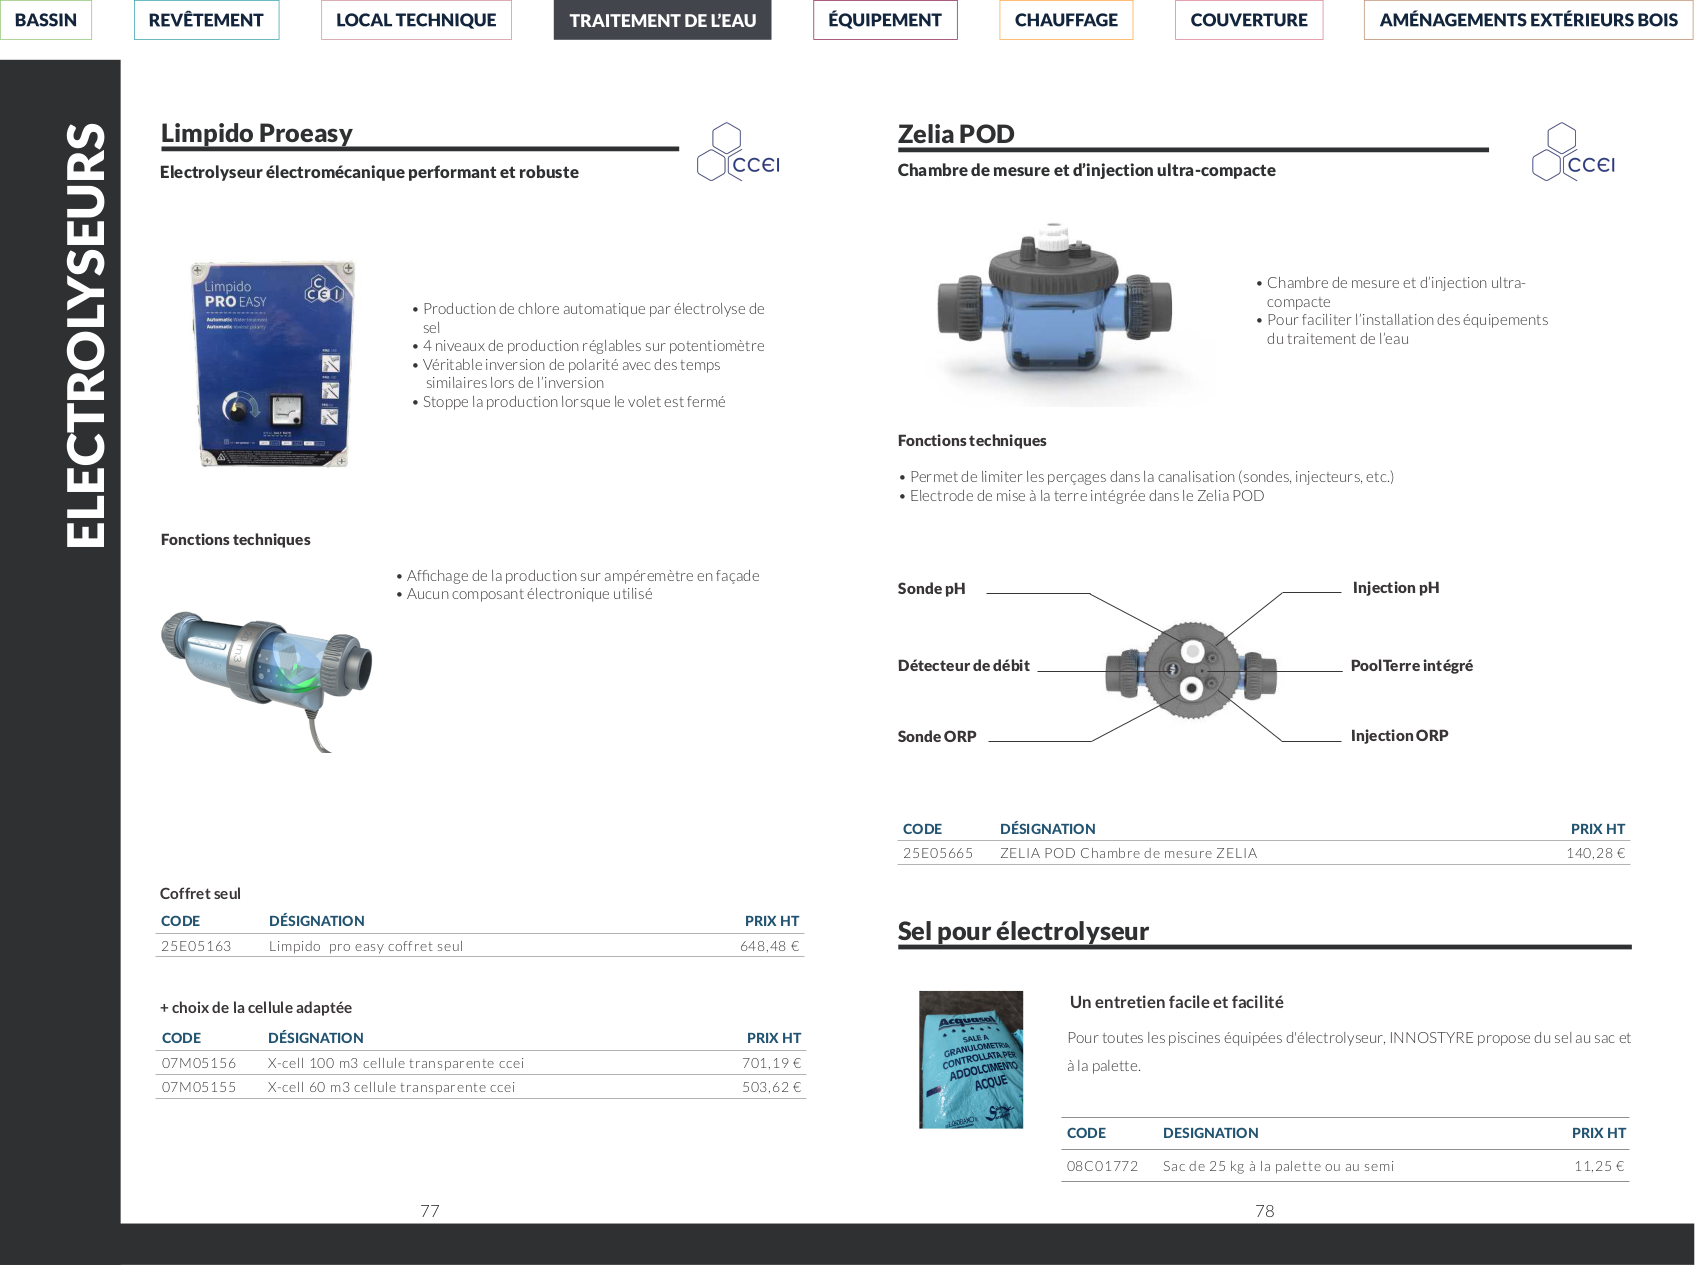 BASSIN
REVÊTEMENT
LOCAL TECHNIQUE
TRAITEMENT DE L’EAU
ÉQUIPEMENT
CHAUFFAGE
COUVERTURE
AMÉNAGEMENTS EXTÉRIEURS BOIS
ELECTROLYSEURS
Limpido Proeasy
CCEI
Electrolyseur électromécanique performant et robuste
Limpido
PRO EASY
CCEI
Automatic Water treatment
Automatic reverse polarity
• Production de chlore automatique par électrolyse de
sel
• 4 niveaux de production réglables sur potentiomètre
• Véritable inversion de polarité avec des temps
similaires lors de l’inversion
• Stoppe la production lorsque le volet est fermé
Fonctions techniques
• Affichage de la production sur ampéremètre en façade
• Aucun composant électronique utilisé
m3
Coffret seul
CODE DÉSIGNATION PRIX HT
25E05163 Limpido  pro easy coffret seul 648,48 €
+ choix de la cellule adaptée
CODE DÉSIGNATION PRIX HT
07M05156 X-cell 100 m3 cellule transparente ccei 701,19 €
07M05155 X-cell 60 m3 cellule transparente ccei 503,62 €
77
Zelia POD
CCEI
Chambre de mesure et d’injection ultra-compacte
• Chambre de mesure et d’injection ultra-
compacte
• Pour faciliter l’installation des équipements
du traitement de l’eau
Fonctions techniques
• Permet de limiter les perçages dans la canalisation (sondes, injecteurs, etc.)
• Electrode de mise à la terre intégrée dans le Zelia POD
Sonde pH
Injection pH
Détecteur de débit
PoolTerre intégré
Sonde ORP
Injection ORP
CODE DÉSIGNATION PRIX HT
25E05665 ZELIA POD Chambre de mesure ZELIA 140,28 €
Sel pour électrolyseur
Acquasol
SALE A
GRANULOMETRIA
CONTROLLATA PER
ADDOLCIMENTO
ACQUE
Un entretien facile et facilité
Pour toutes les piscines équipées d'électrolyseur, INNOSTYRE propose du sel au sac et
à la palette.
CODE DESIGNATION PRIX HT
08C01772 Sac de 25 kg à la palette ou au semi 11,25 €
78